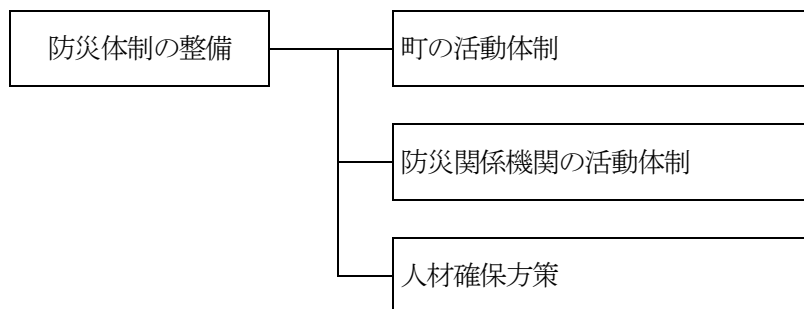 防災体制の整備
町の活動体制
防災関係機関の活動体制
人材確保方策